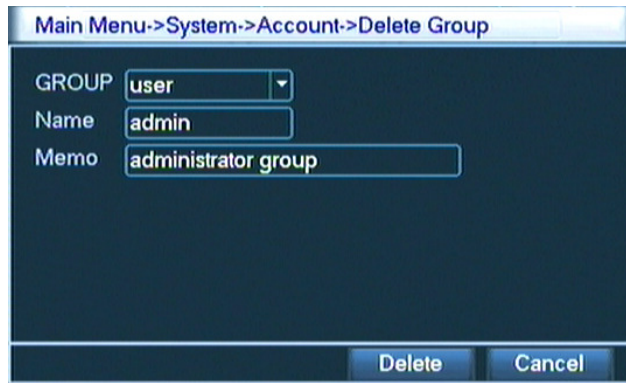 Main Menu->System->Account->Delete Group
GROUP user
Name admin
Memo administrator group
Delete Cancel